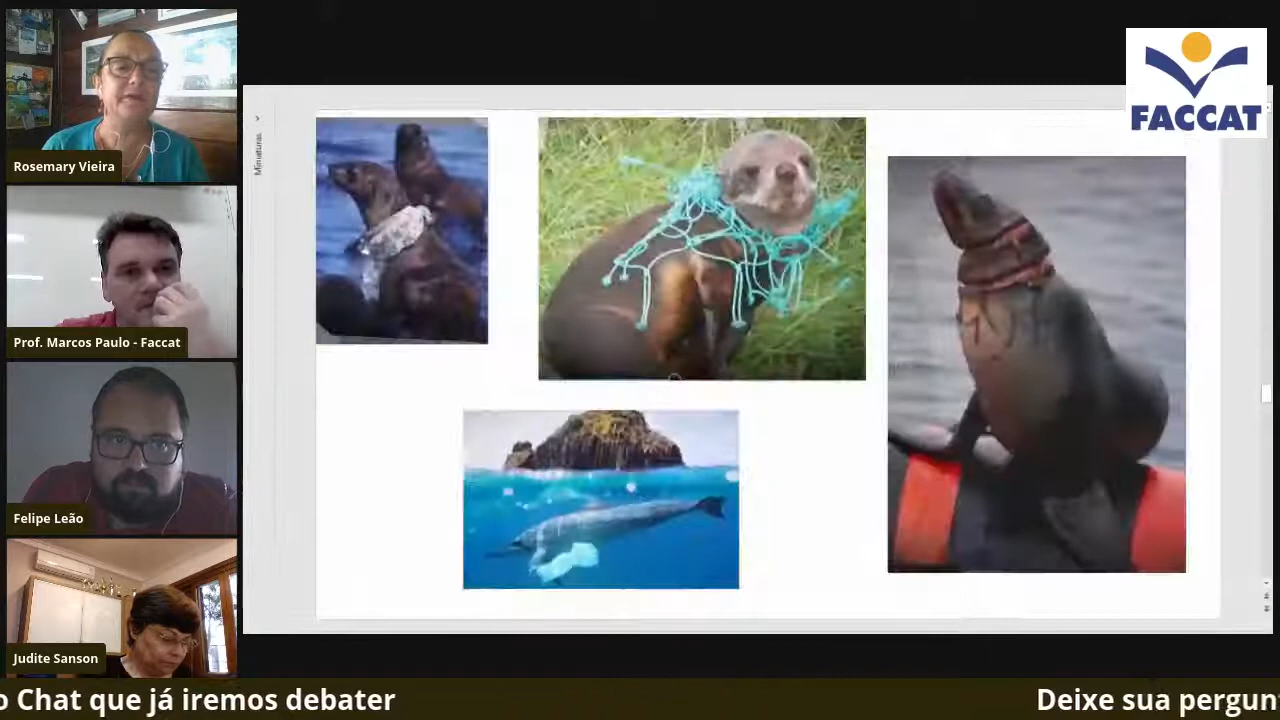 Rosemary Vieira
Prof. Marcos Paulo - Faccat
Felipe Leão
Judite Sanson
Miniaturas
FACCAT
o Chat que já iremos debater
Deixe sua pergun